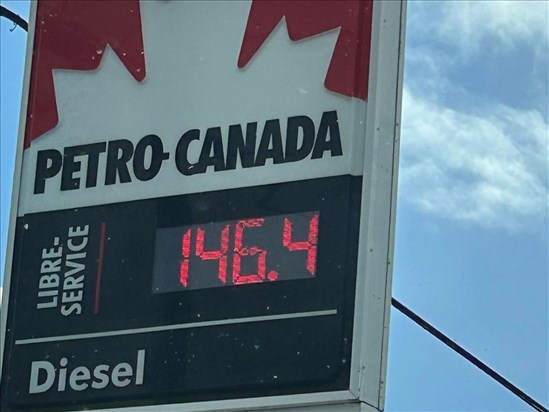 PETRO-CANADA
LIBRE-
SERVICE
146.4
Diesel